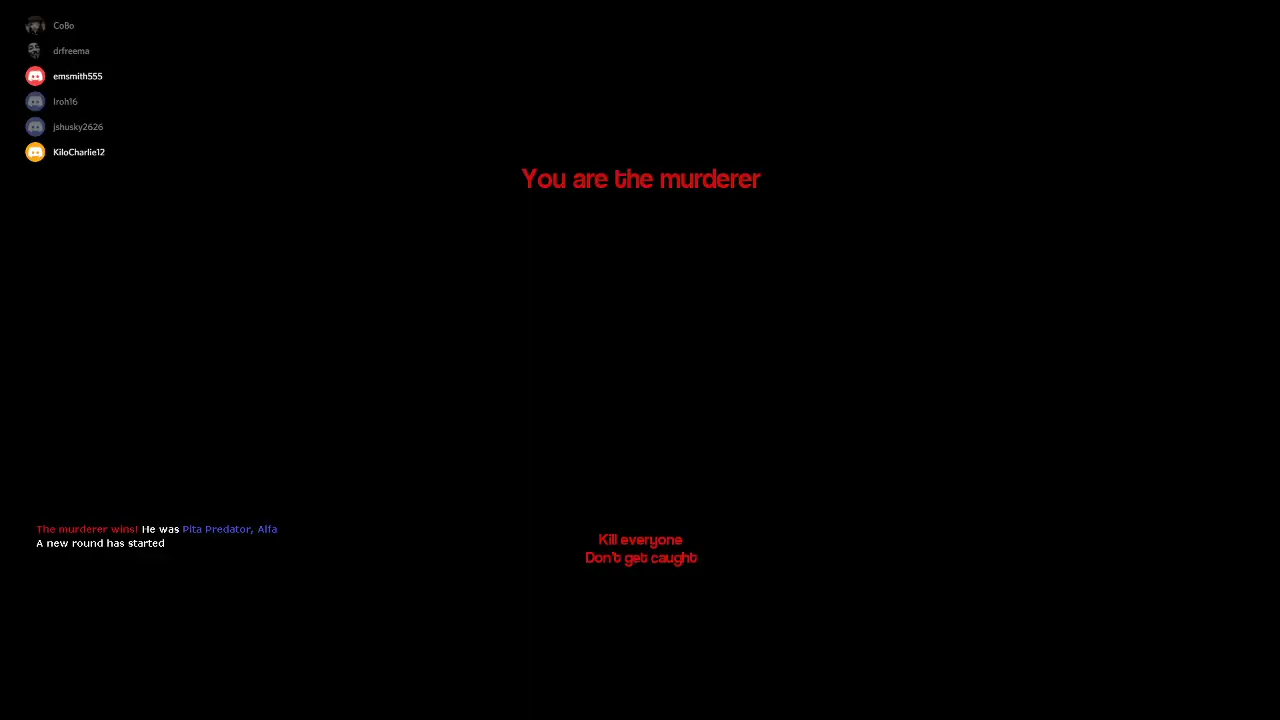 CoBo
drfreema
emsmith555
Iroh16
jshusky2626
KiloCharlie12
You are the murderer
The murderer wins! He was Pita Predator, Alfa
A new round has started
Kill everyone
Don't get caught